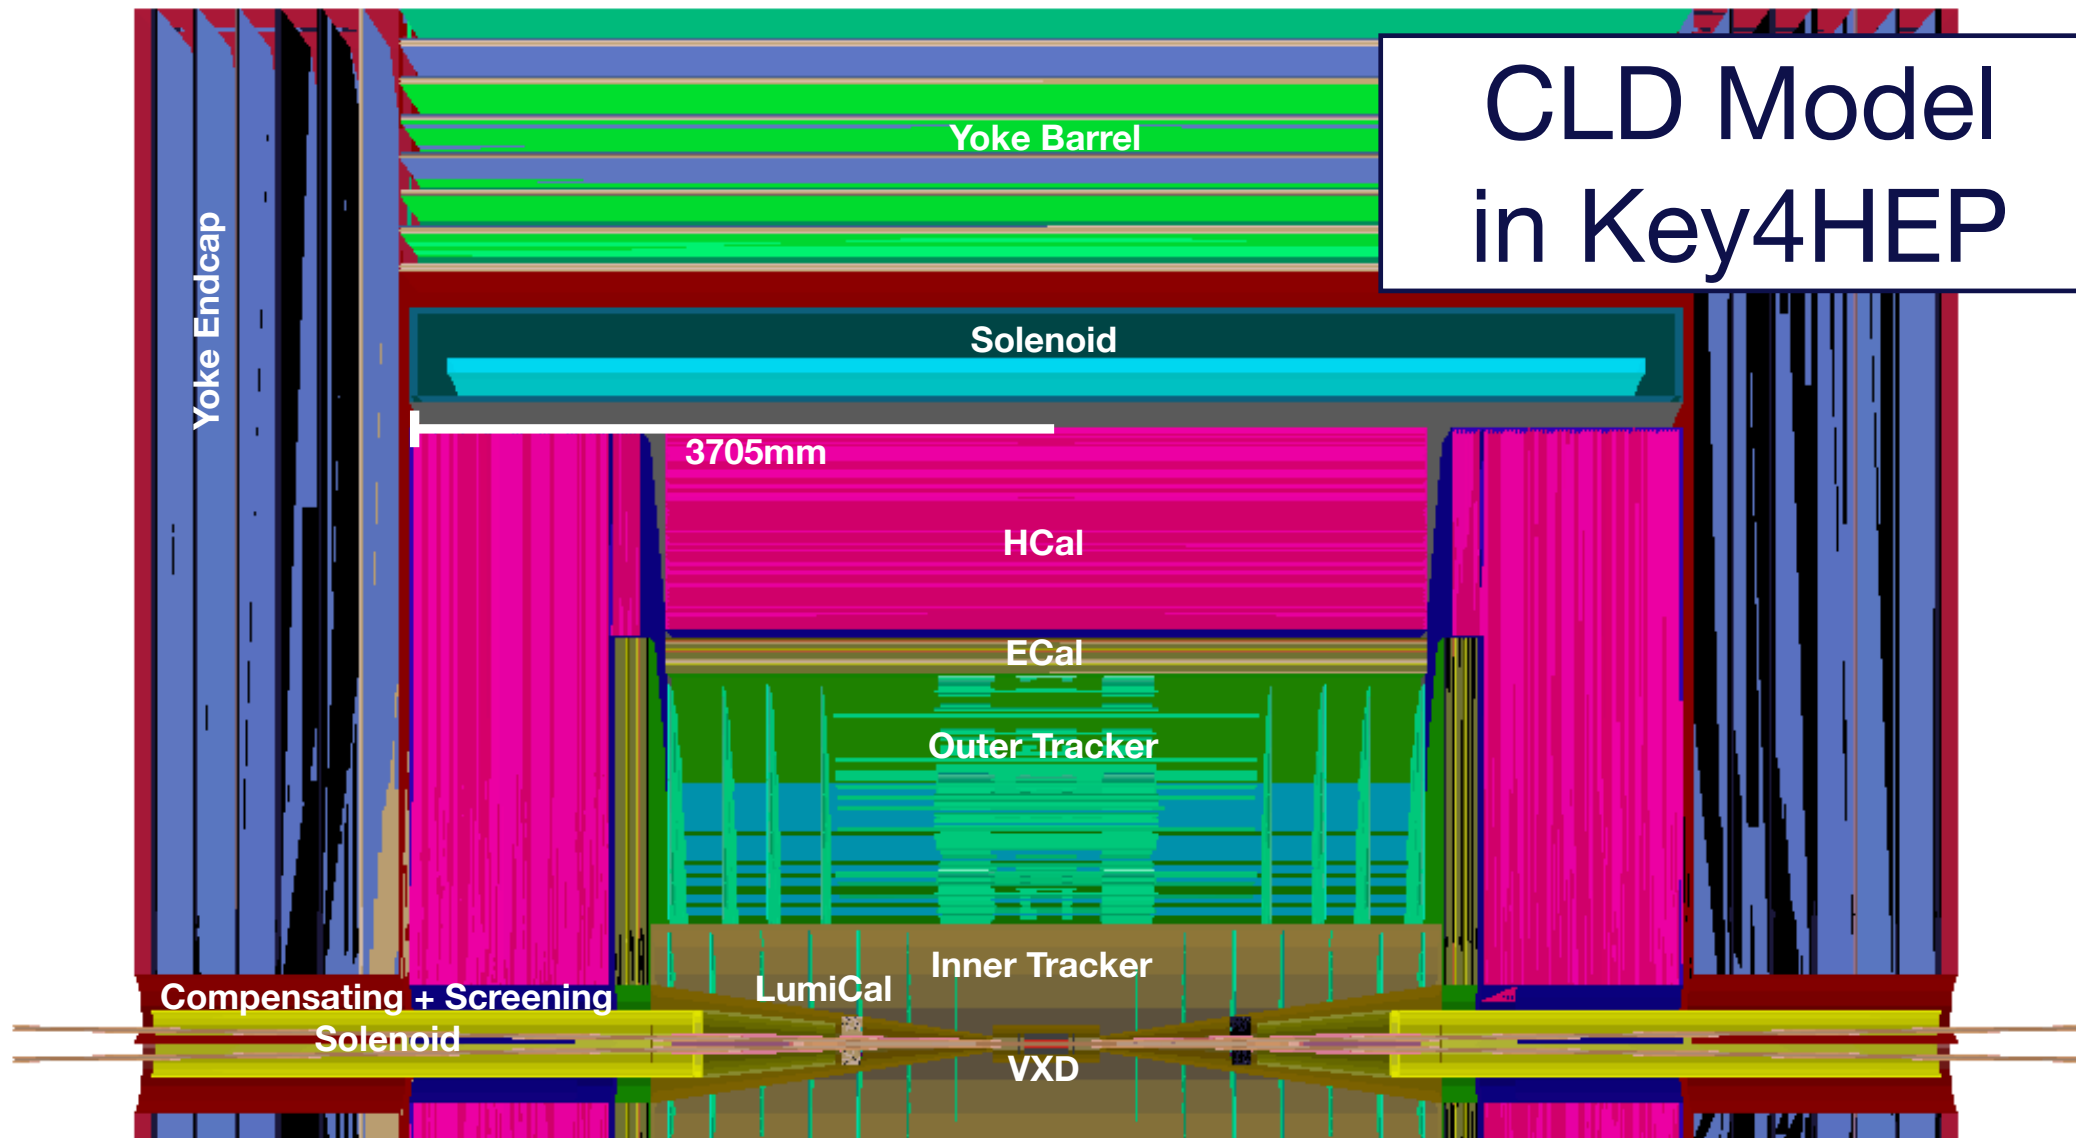 CLD Model
in Key4HEP
Yoke Barrel
Yoke Endcap
Solenoid
3705mm
HCal
ECal
Outer Tracker
Inner Tracker
LumiCal
Compensating + Screening
Solenoid
VXD